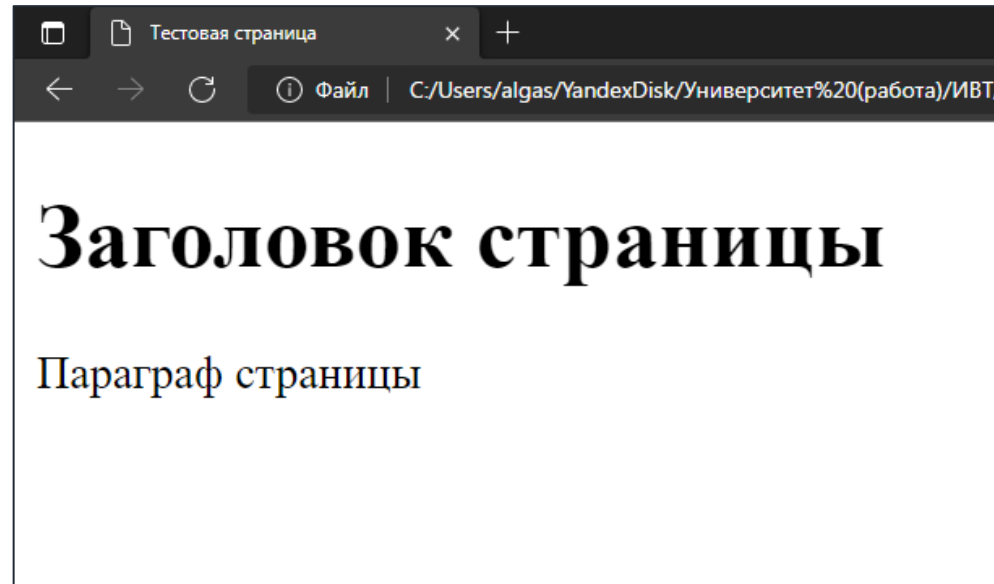 Тестовая страница
Файл C:/Users/algas/YandexDisk/Университет%20(работа)/ИВТ/
Заголовок страницы
Параграф страницы